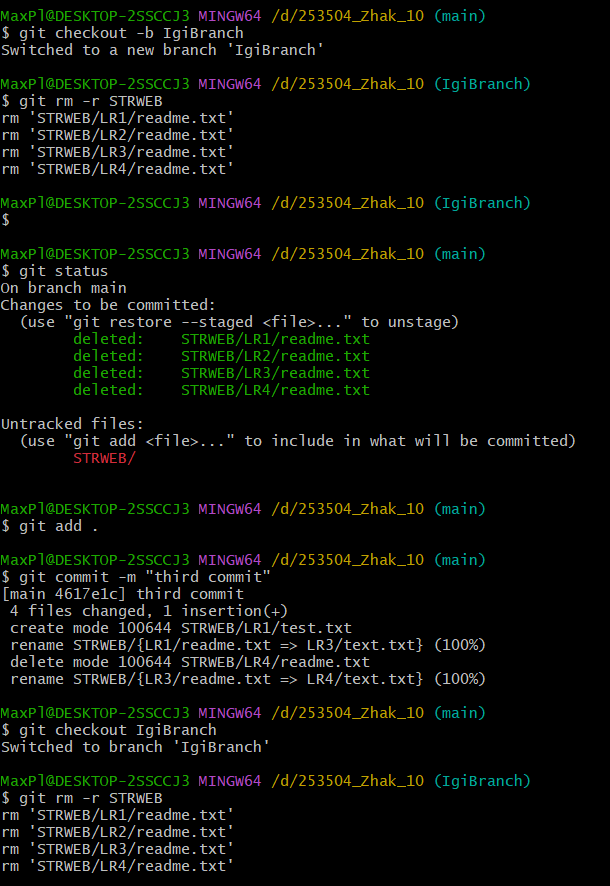 MaxPl@DESKTOP-2SSCCJ3 MINGW64 /d/253504_Zhak_10 (main)
$ git checkout -b IgiBranch
Switched to a new branch 'IgiBranch'
MaxPl@DESKTOP-2SSCCJ3 MINGW64 /d/253504_Zhak_10 (IgiBranch)
$ git rm -r STRWEB
rm 'STRWEB/LR1/readme.txt'
rm 'STRWEB/LR2/readme.txt'
rm 'STRWEB/LR3/readme.txt'
rm 'STRWEB/LR4/readme.txt'
MaxPl@DESKTOP-2SSCCJ3 MINGW64 /d/253504_Zhak_10 (IgiBranch)
$
MaxPl@DESKTOP-2SSCCJ3 MINGW64 /d/253504_Zhak_10 (main)
$ git status
On branch main
Changes to be committed:
  (use "git restore --staged <file>..." to unstage)
        deleted:    STRWEB/LR1/readme.txt
        deleted:    STRWEB/LR2/readme.txt
        deleted:    STRWEB/LR3/readme.txt
        deleted:    STRWEB/LR4/readme.txt
Untracked files:
  (use "git add <file>..." to include in what will be committed)
        STRWEB/
MaxPl@DESKTOP-2SSCCJ3 MINGW64 /d/253504_Zhak_10 (main)
$ git add .
MaxPl@DESKTOP-2SSCCJ3 MINGW64 /d/253504_Zhak_10 (main)
$ git commit -m "third commit"
[main 4617e1c] third commit
 4 files changed, 1 insertion(+)
 create mode 100644 STRWEB/LR1/test.txt
 rename STRWEB/{LR1/readme.txt => LR3/text.txt} (100%)
 delete mode 100644 STRWEB/LR4/readme.txt
 rename STRWEB/{LR3/readme.txt => LR4/text.txt} (100%)
MaxPl@DESKTOP-2SSCCJ3 MINGW64 /d/253504_Zhak_10 (main)
$ git checkout IgiBranch
Switched to branch 'IgiBranch'
MaxPl@DESKTOP-2SSCCJ3 MINGW64 /d/253504_Zhak_10 (IgiBranch)
$ git rm -r STRWEB
rm 'STRWEB/LR1/readme.txt'
rm 'STRWEB/LR2/readme.txt'
rm 'STRWEB/LR3/readme.txt'
rm 'STRWEB/LR4/readme.txt'